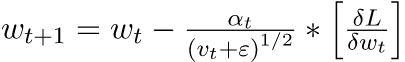 w_{t+1} = w_t - \frac{\alpha_t}{(v_t+\varepsilon)^{1/2}} * \left[\frac{\delta L}{\delta w_t}\right]